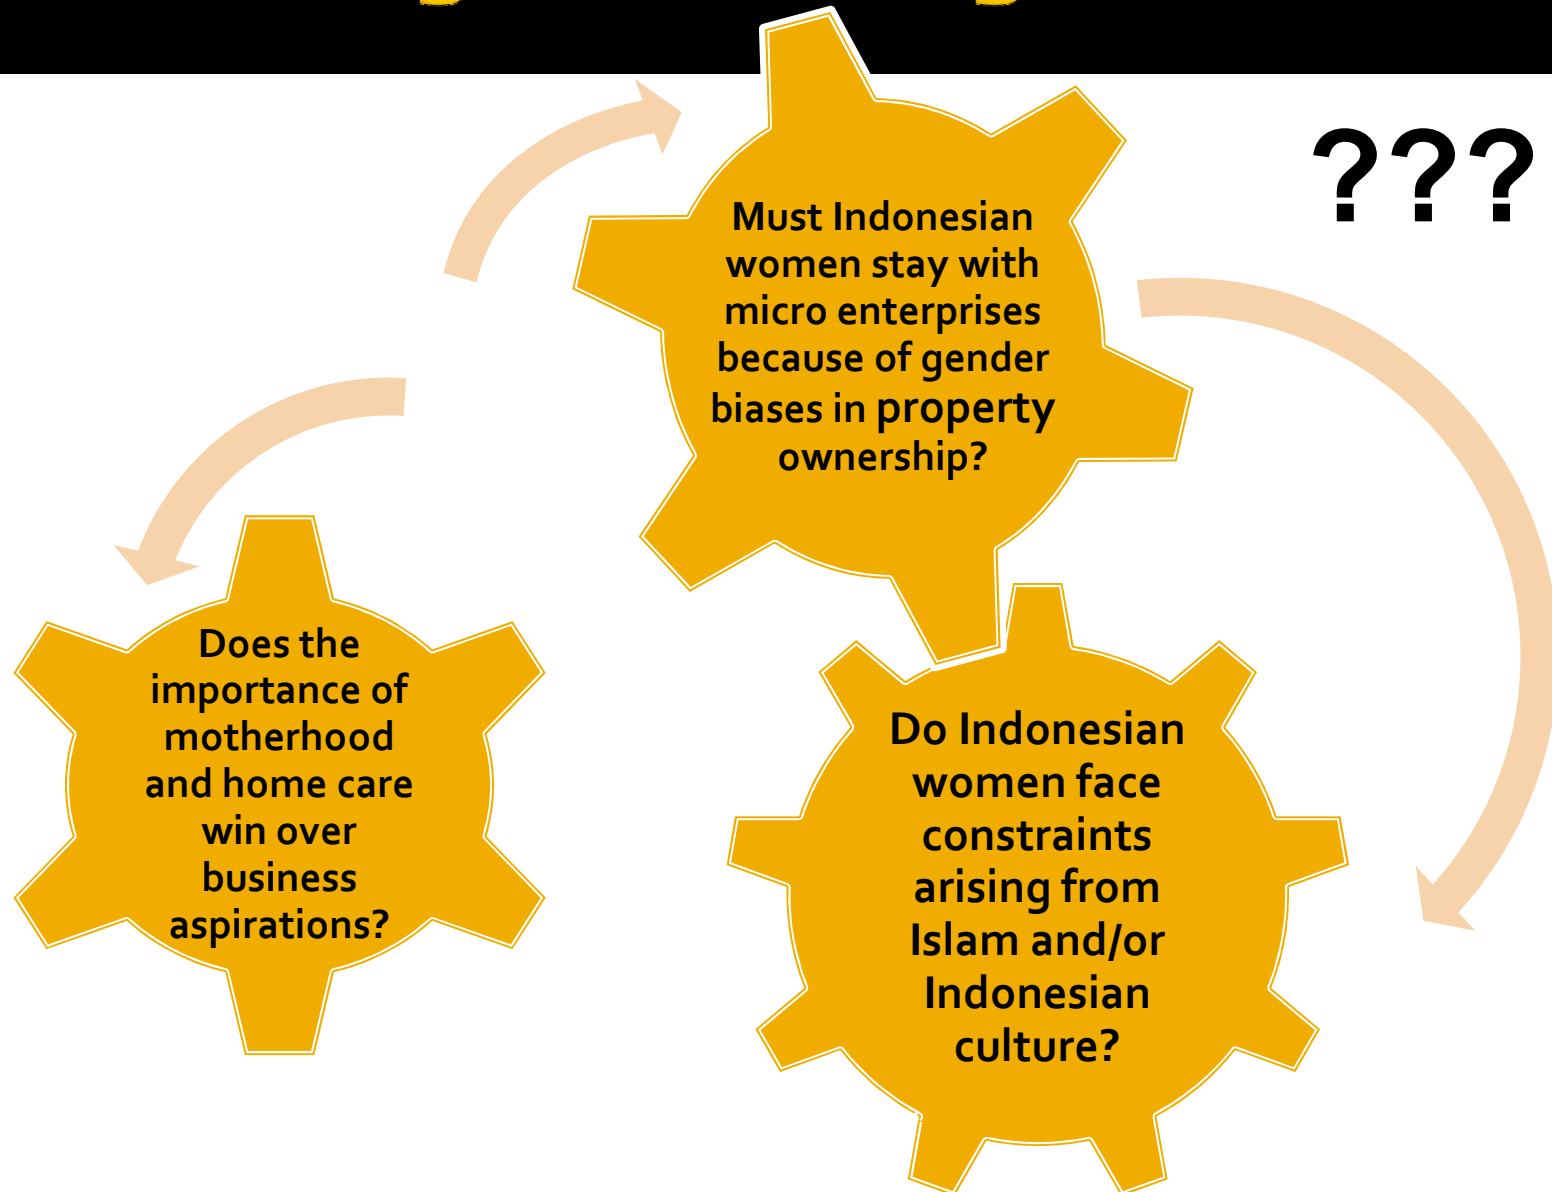 ???
Must Indonesian
women stay with
micro enterprises
because of gender
biases in property
ownership?
Does the
importance of
motherhood
and home care
win over
business
aspirations?
Do Indonesian
women face
constraints
arising from
Islam and/or
Indonesian
culture?